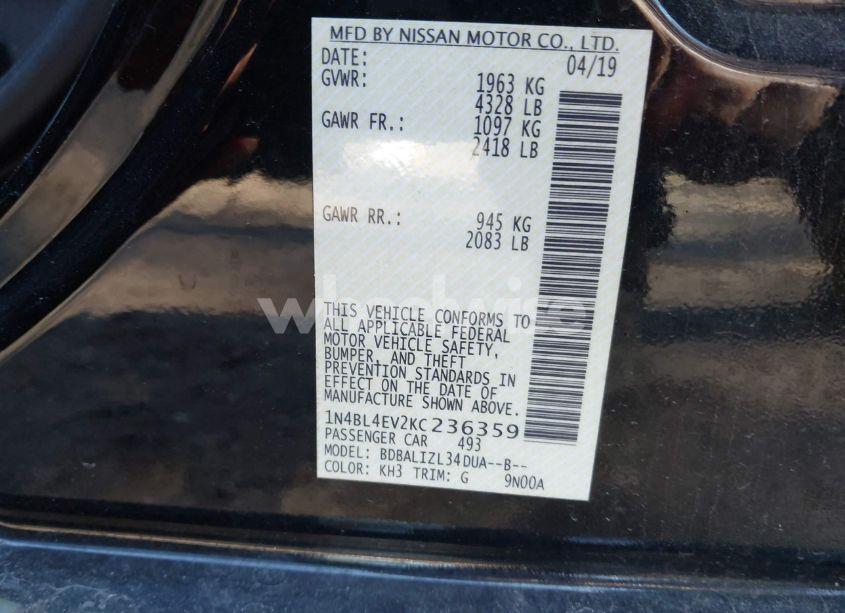 MFD BY NISSAN MOTOR CO., LTD.
DATE: 04/19
GVWR: 1963 KG
4328 LB
GAWR FR.: 1097 KG
2418 LB
GAWR RR.: 945 KG
2083 LB
THIS VEHICLE CONFORMS TO
ALL APPLICABLE FEDERAL
MOTOR VEHICLE SAFETY,
BUMPER, AND THEFT
PREVENTION STANDARDS IN
EFFECT ON THE DATE OF
MANUFACTURE SHOWN ABOVE.
1N4BL4EV2KC236359
PASSENGER CAR 493
MODEL: BDBALIZL34DUA--B--
COLOR: KH3 TRIM: G 9N00A